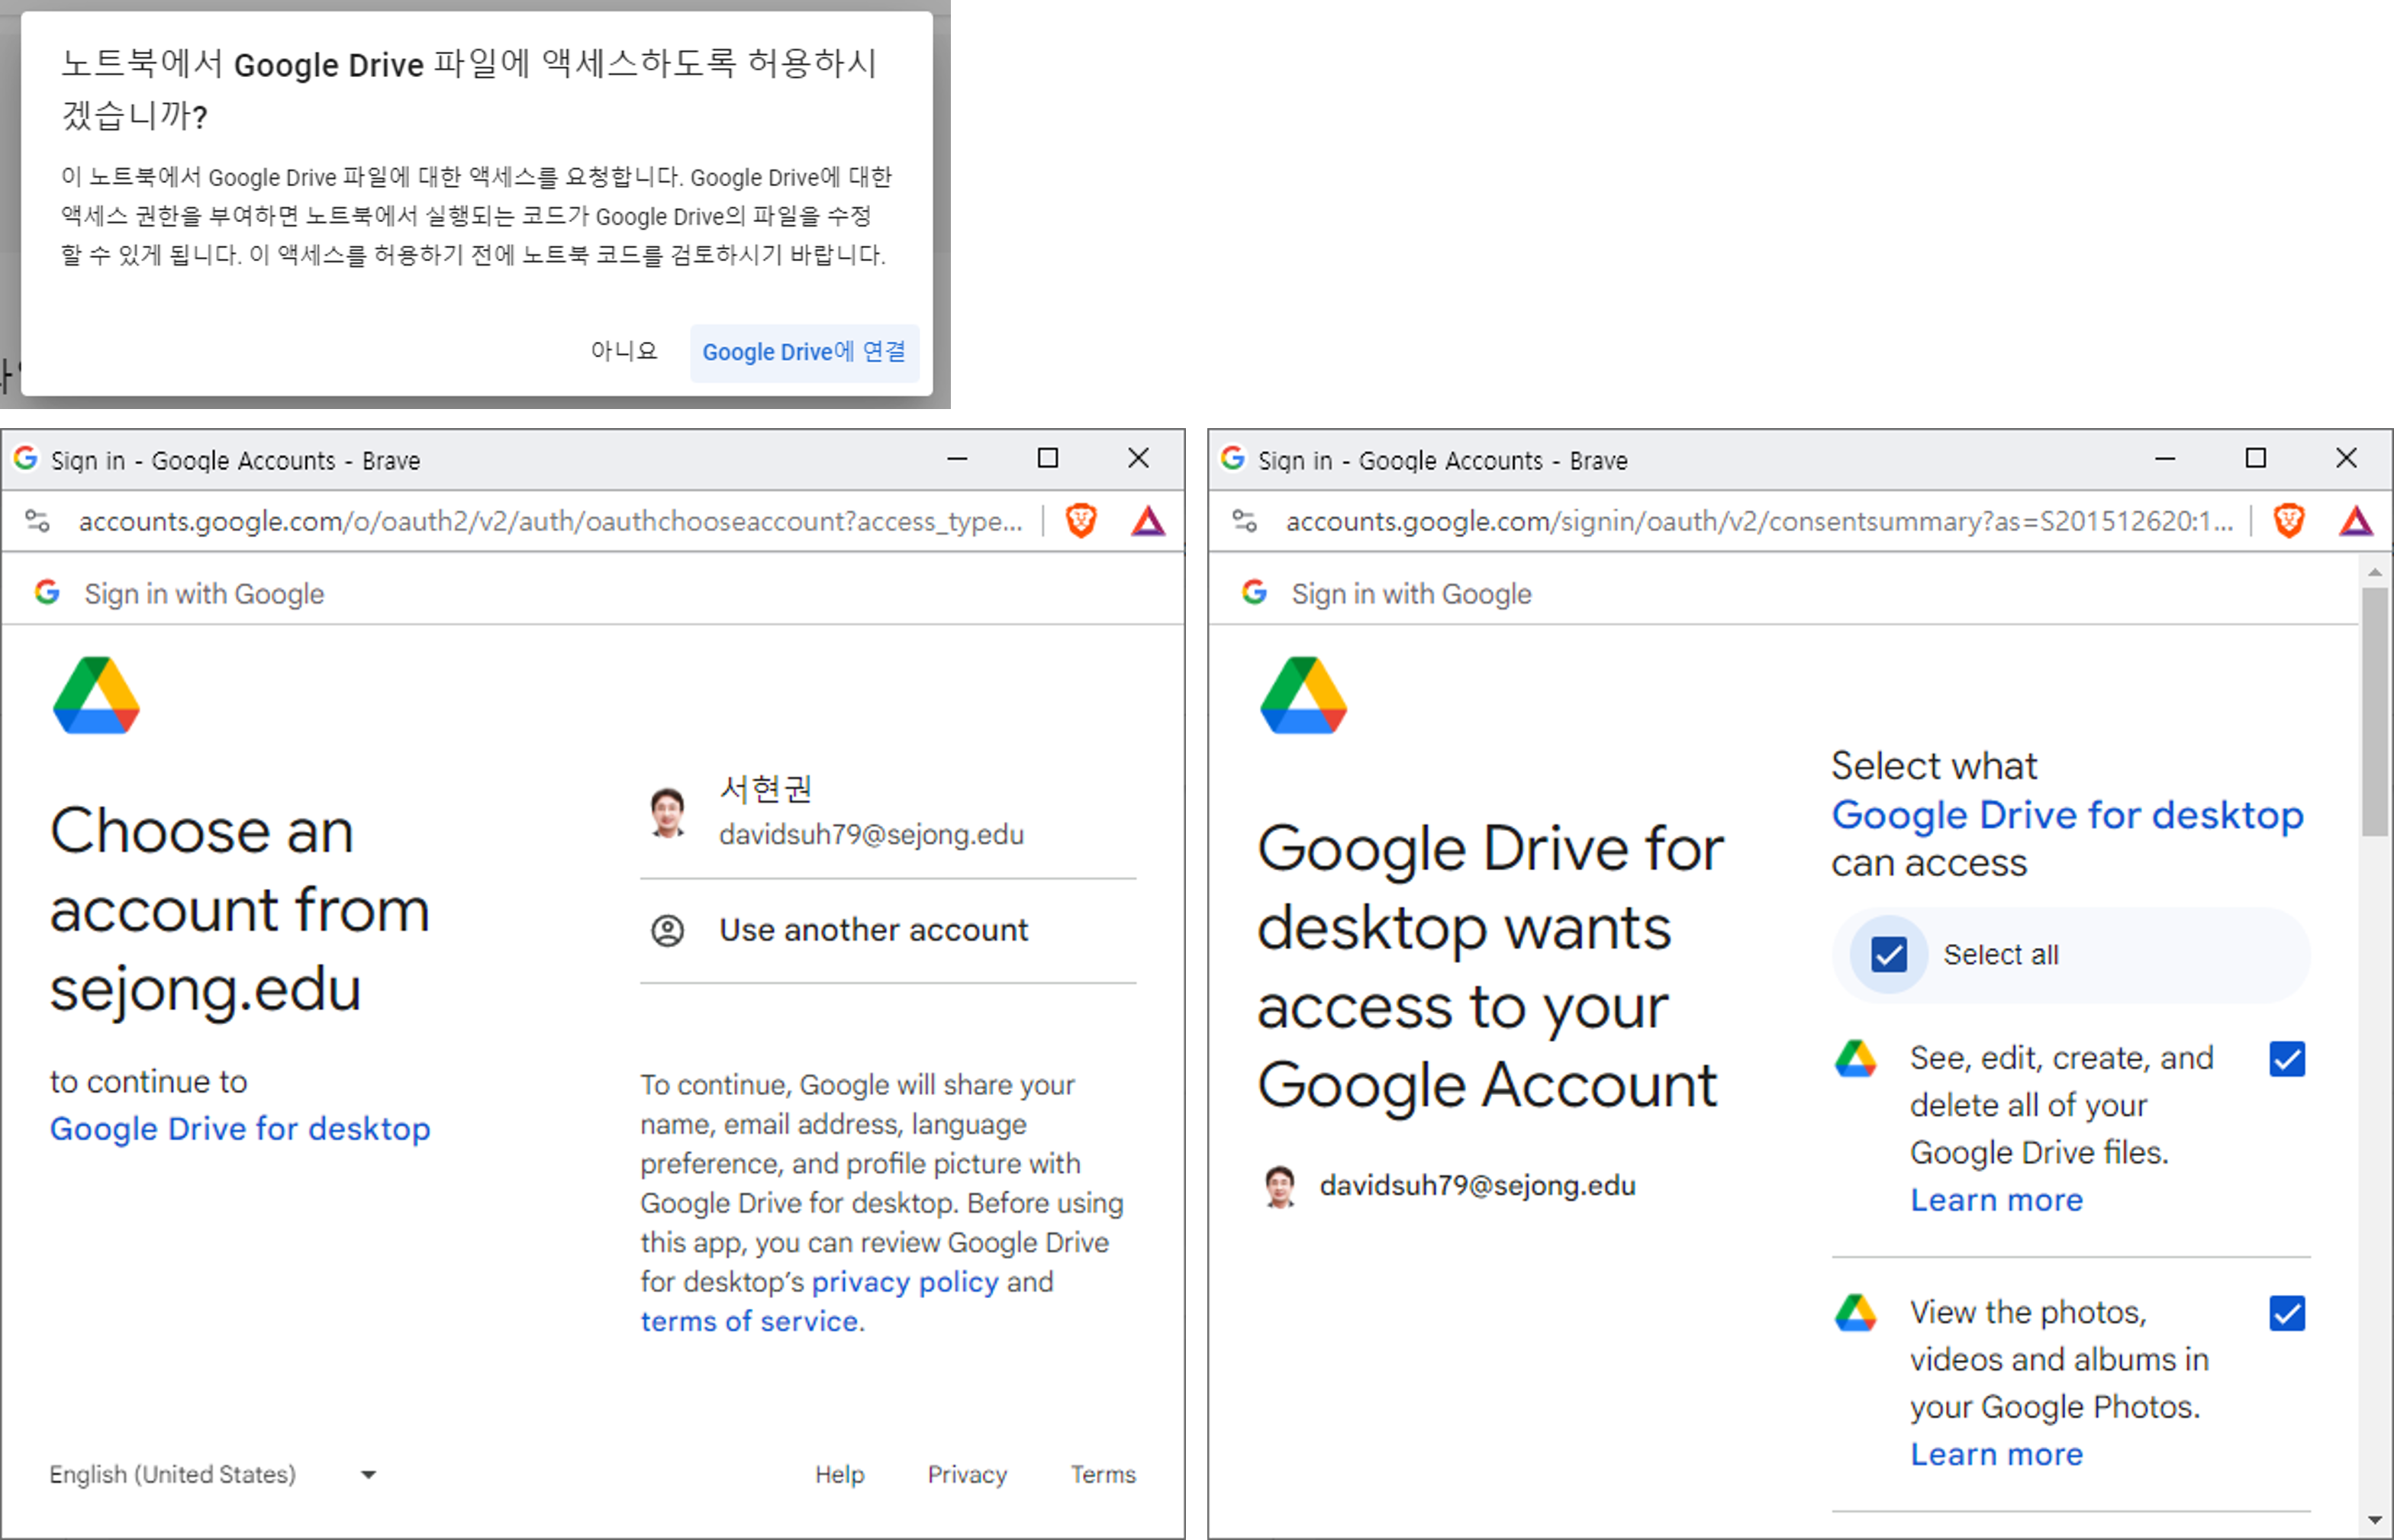 노트북에서 Google Drive 파일에 액세스하도록 허용하시
겠습니까?
이 노트북에서 Google Drive 파일에 대한 액세스를 요청합니다. Google Drive에 대한
액세스 권한을 부여하면 노트북에서 실행되는 코드가 Google Drive의 파일을 수정
할 수 있게 됩니다. 이 액세스를 허용하기 전에 노트북 코드를 검토하시기 바랍니다.
아니요
Google Drive에 연결
Sign in - Google Accounts - Brave
accounts.google.com/o/oauth2/v2/auth/oauthchooseaccount?access_type...
Sign in with Google
Choose an
account from
sejong.edu
to continue to
Google Drive for desktop
서현권
davidsuh79@sejong.edu
Use another account
To continue, Google will share your
name, email address, language
preference, and profile picture with
Google Drive for desktop. Before using
this app, you can review Google Drive
for desktop’s privacy policy and
terms of service.
English (United States)
Help
Privacy
Terms
Sign in - Google Accounts - Brave
accounts.google.com/signin/oauth/v2/consentsummary?as=S201512620:1...
Sign in with Google
Google Drive for
desktop wants
access to your
Google Account
davidsuh79@sejong.edu
Select what
Google Drive for desktop
can access
Select all
See, edit, create, and
delete all of your
Google Drive files.
Learn more
View the photos,
videos and albums in
your Google Photos.
Learn more